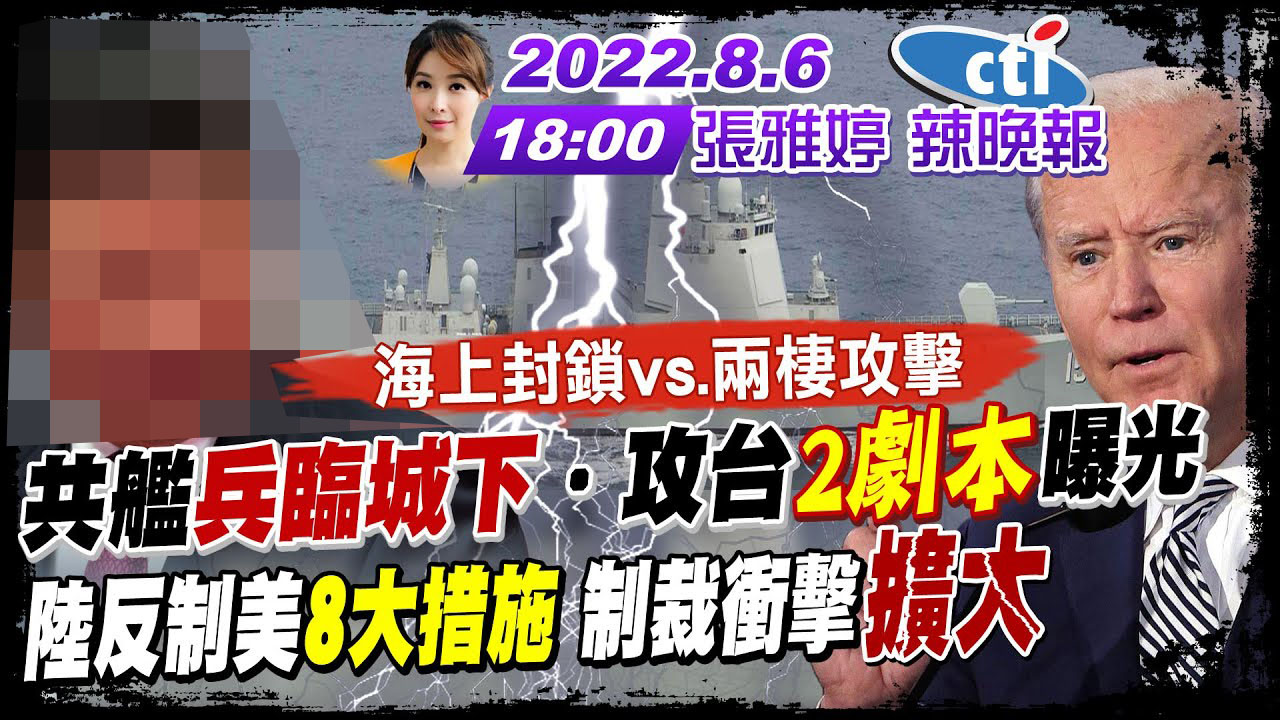 2022.8.6
cti
18:00 張雅婷 辣晚報
海上封鎖vs.兩棲攻擊
共艦兵臨城下·攻台2劇本曝光
陸反制美8大措施 制裁衝擊擴大